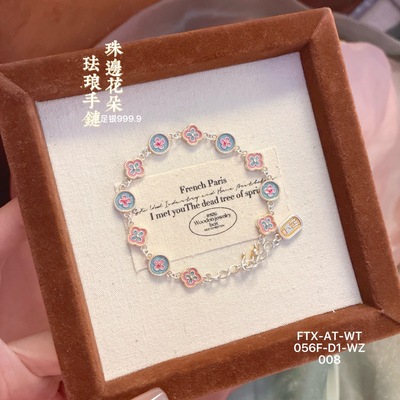 珠邊花朵
琺瑯手鏈
足银999.9
French Paris
I met youThe dead tree of spri
Woodonjewelry
FTX-AT-WT
056F-D1-WZ
008